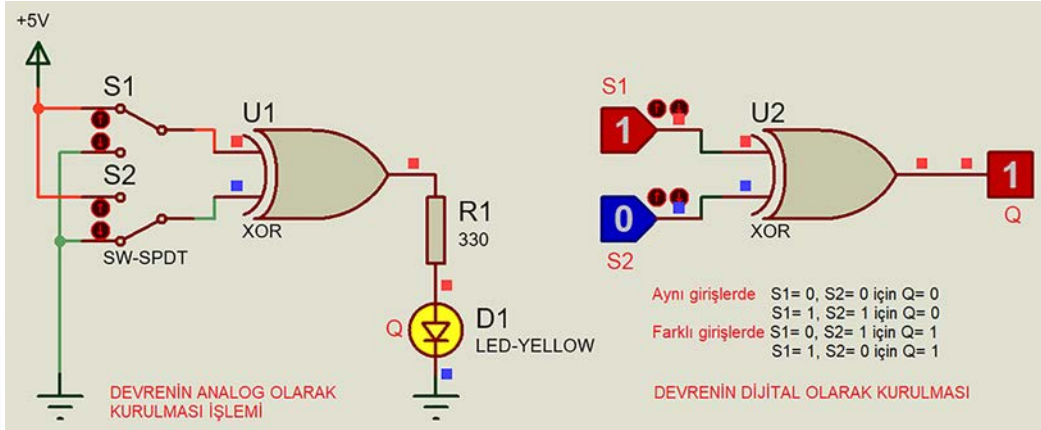 +5V
S1
S2
SW-SPDT
U1
XOR
R1
330
Q
D1
LED-YELLOW
DEVRENİN ANALOG OLARAK
KURULMASI İŞLEMİ
S1
1
0
S2
U2
XOR
1
Q
Aynı girişlerde S1= 0, S2= 0 için Q= 0
S1= 1, S2= 1 için Q= 0
Farklı girişlerde S1= 0, S2= 1 için Q= 1
S1= 1, S2= 0 için Q= 1
DEVRENİN DİJİTAL OLARAK KURULMASI